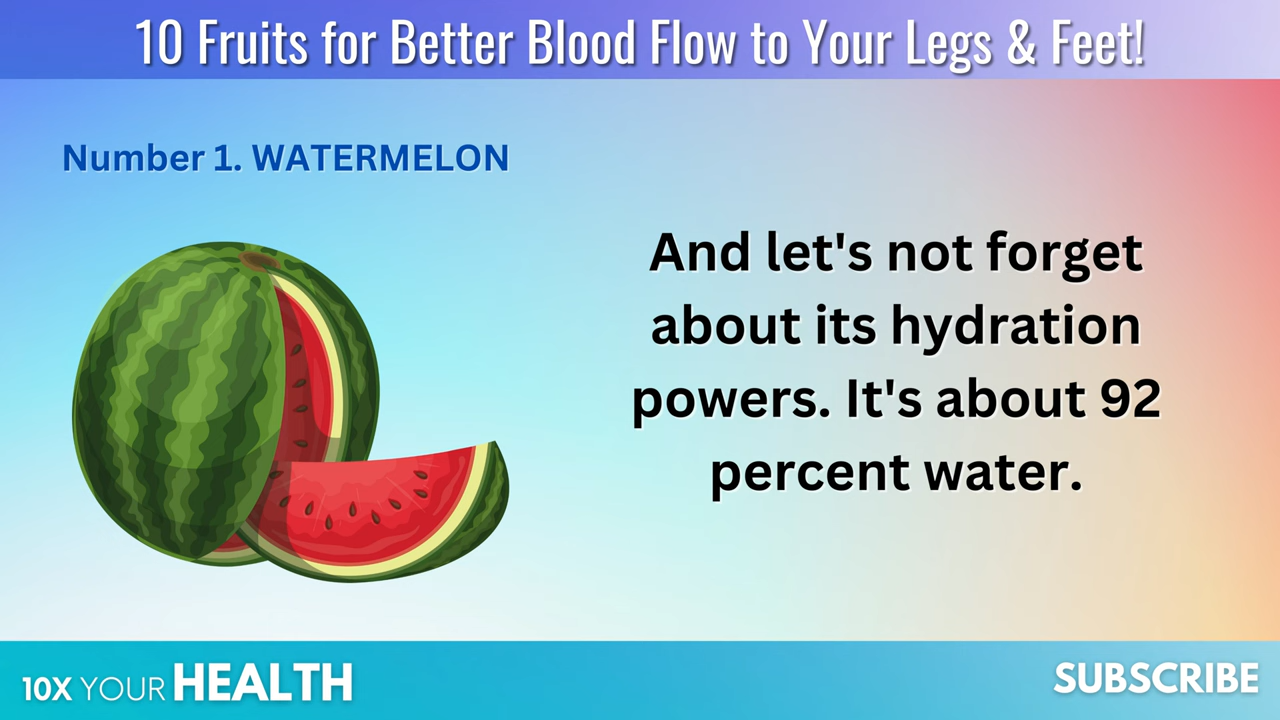 10 Fruits for Better Blood Flow to Your Legs & Feet!
Number 1. WATERMELON
And let's not forget
about its hydration
powers. It's about 92
percent water.
10X YOUR HEALTH
SUBSCRIBE